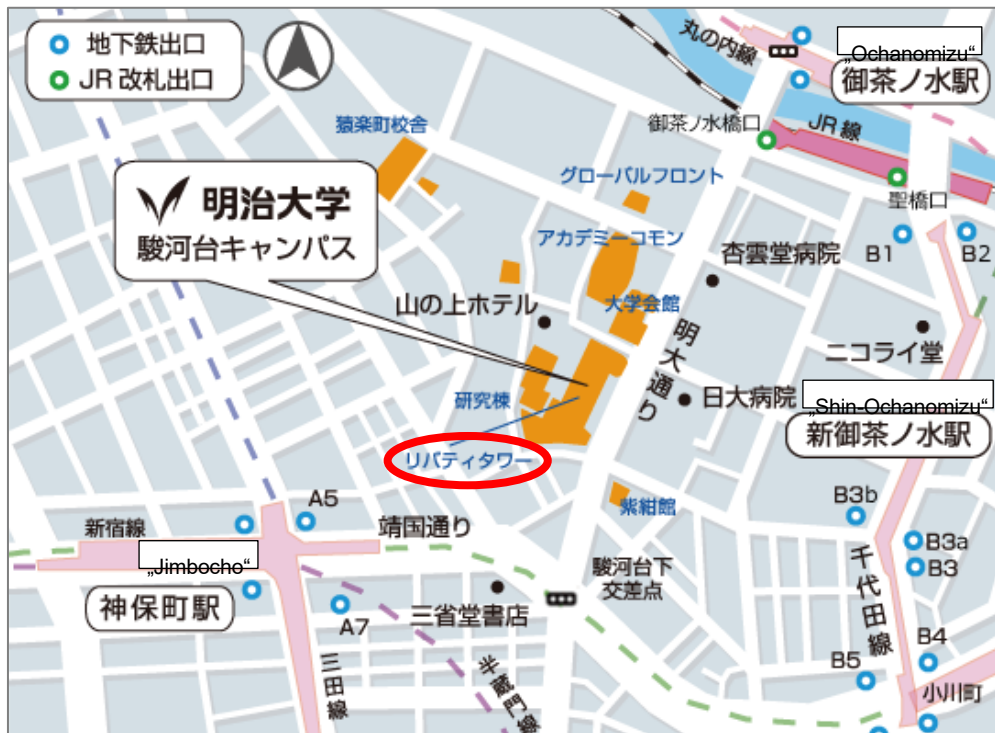 地下鉄出口
JR 改札出口
丸の内線
„Ochanomizu“
御茶ノ水駅
猿楽町校舎
御茶ノ水橋口
JR 線
明治大学
駿河台キャンパス
グローバルフロント
聖橋口
アカデミーコモン
杏雲堂病院
B1
B2
山の上ホテル
大学会館
明大通り
ニコライ堂
研究棟
日大病院
„Shin-Ochanomizu“
新御茶ノ水駅
リバティタワー
紫紺館
B3b
A5
新宿線
靖国通り
B3a
„Jimbocho“
B3
駿河台下
交差点
千代田線
神保町駅
A7
三省堂書店
B4
三田線
半蔵門線
B5
小川町